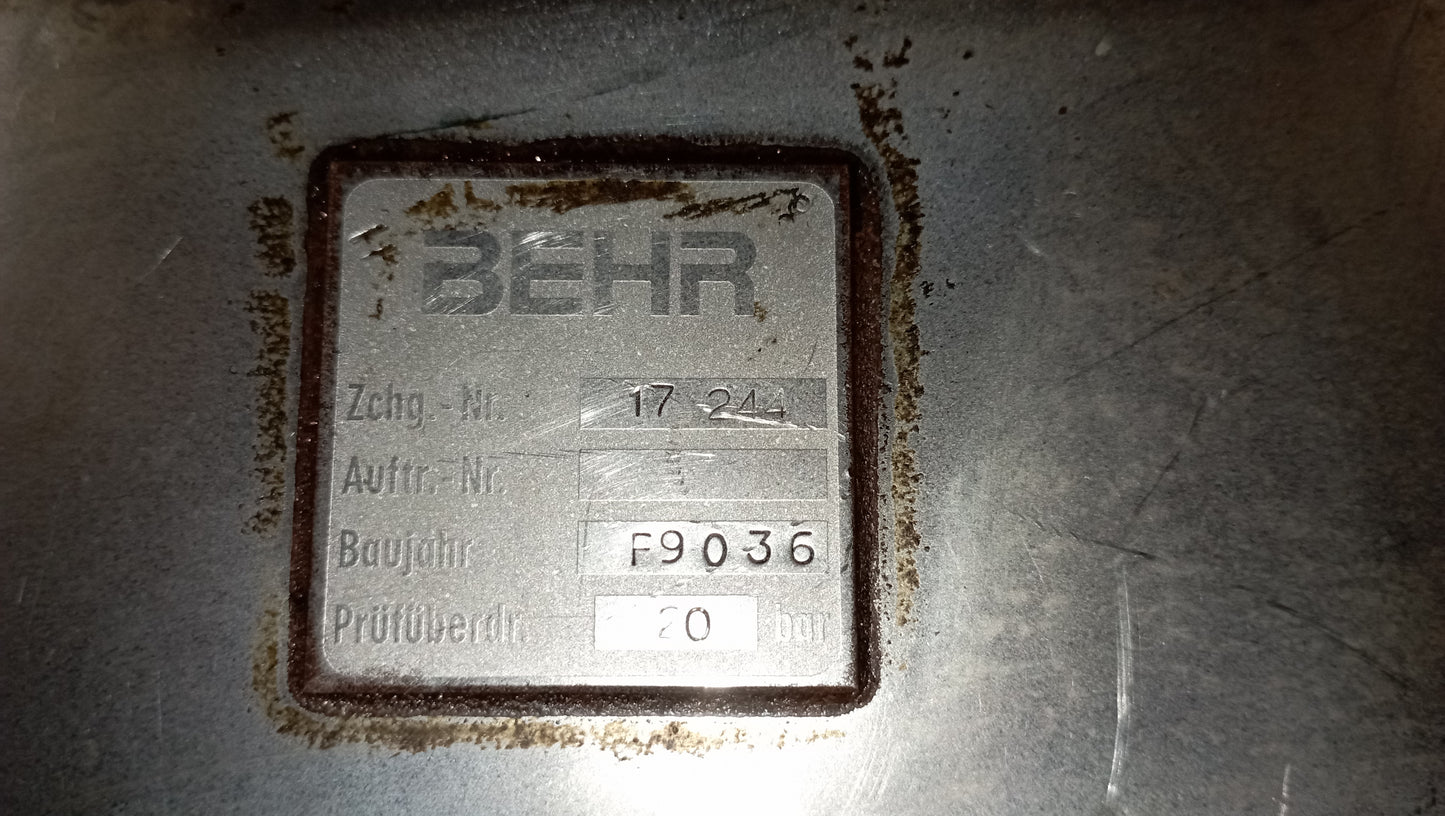 BEHR
Zchg.-Nr. 17 244
Auftr.-Nr.
Baujahr F9036
Prüfüberdr. 20 bar